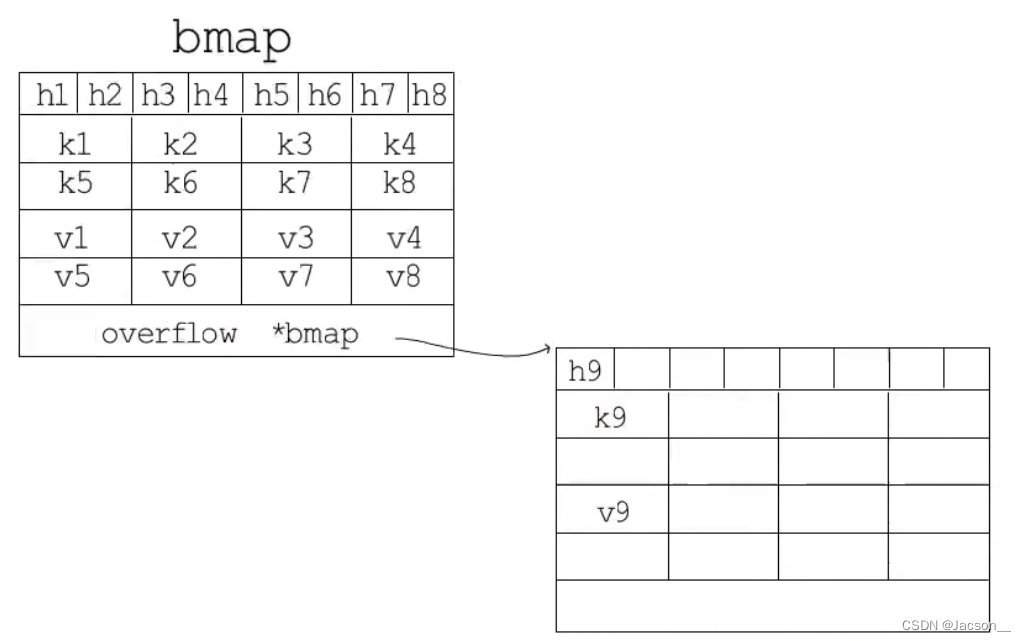 bmap
h1 h2 h3 h4 h5 h6 h7 h8
k1 k2 k3 k4
k5 k6 k7 k8
v1 v2 v3 v4
v5 v6 v7 v8
overflow *bmap
h9
k9
v9
CSDN @Jacson__